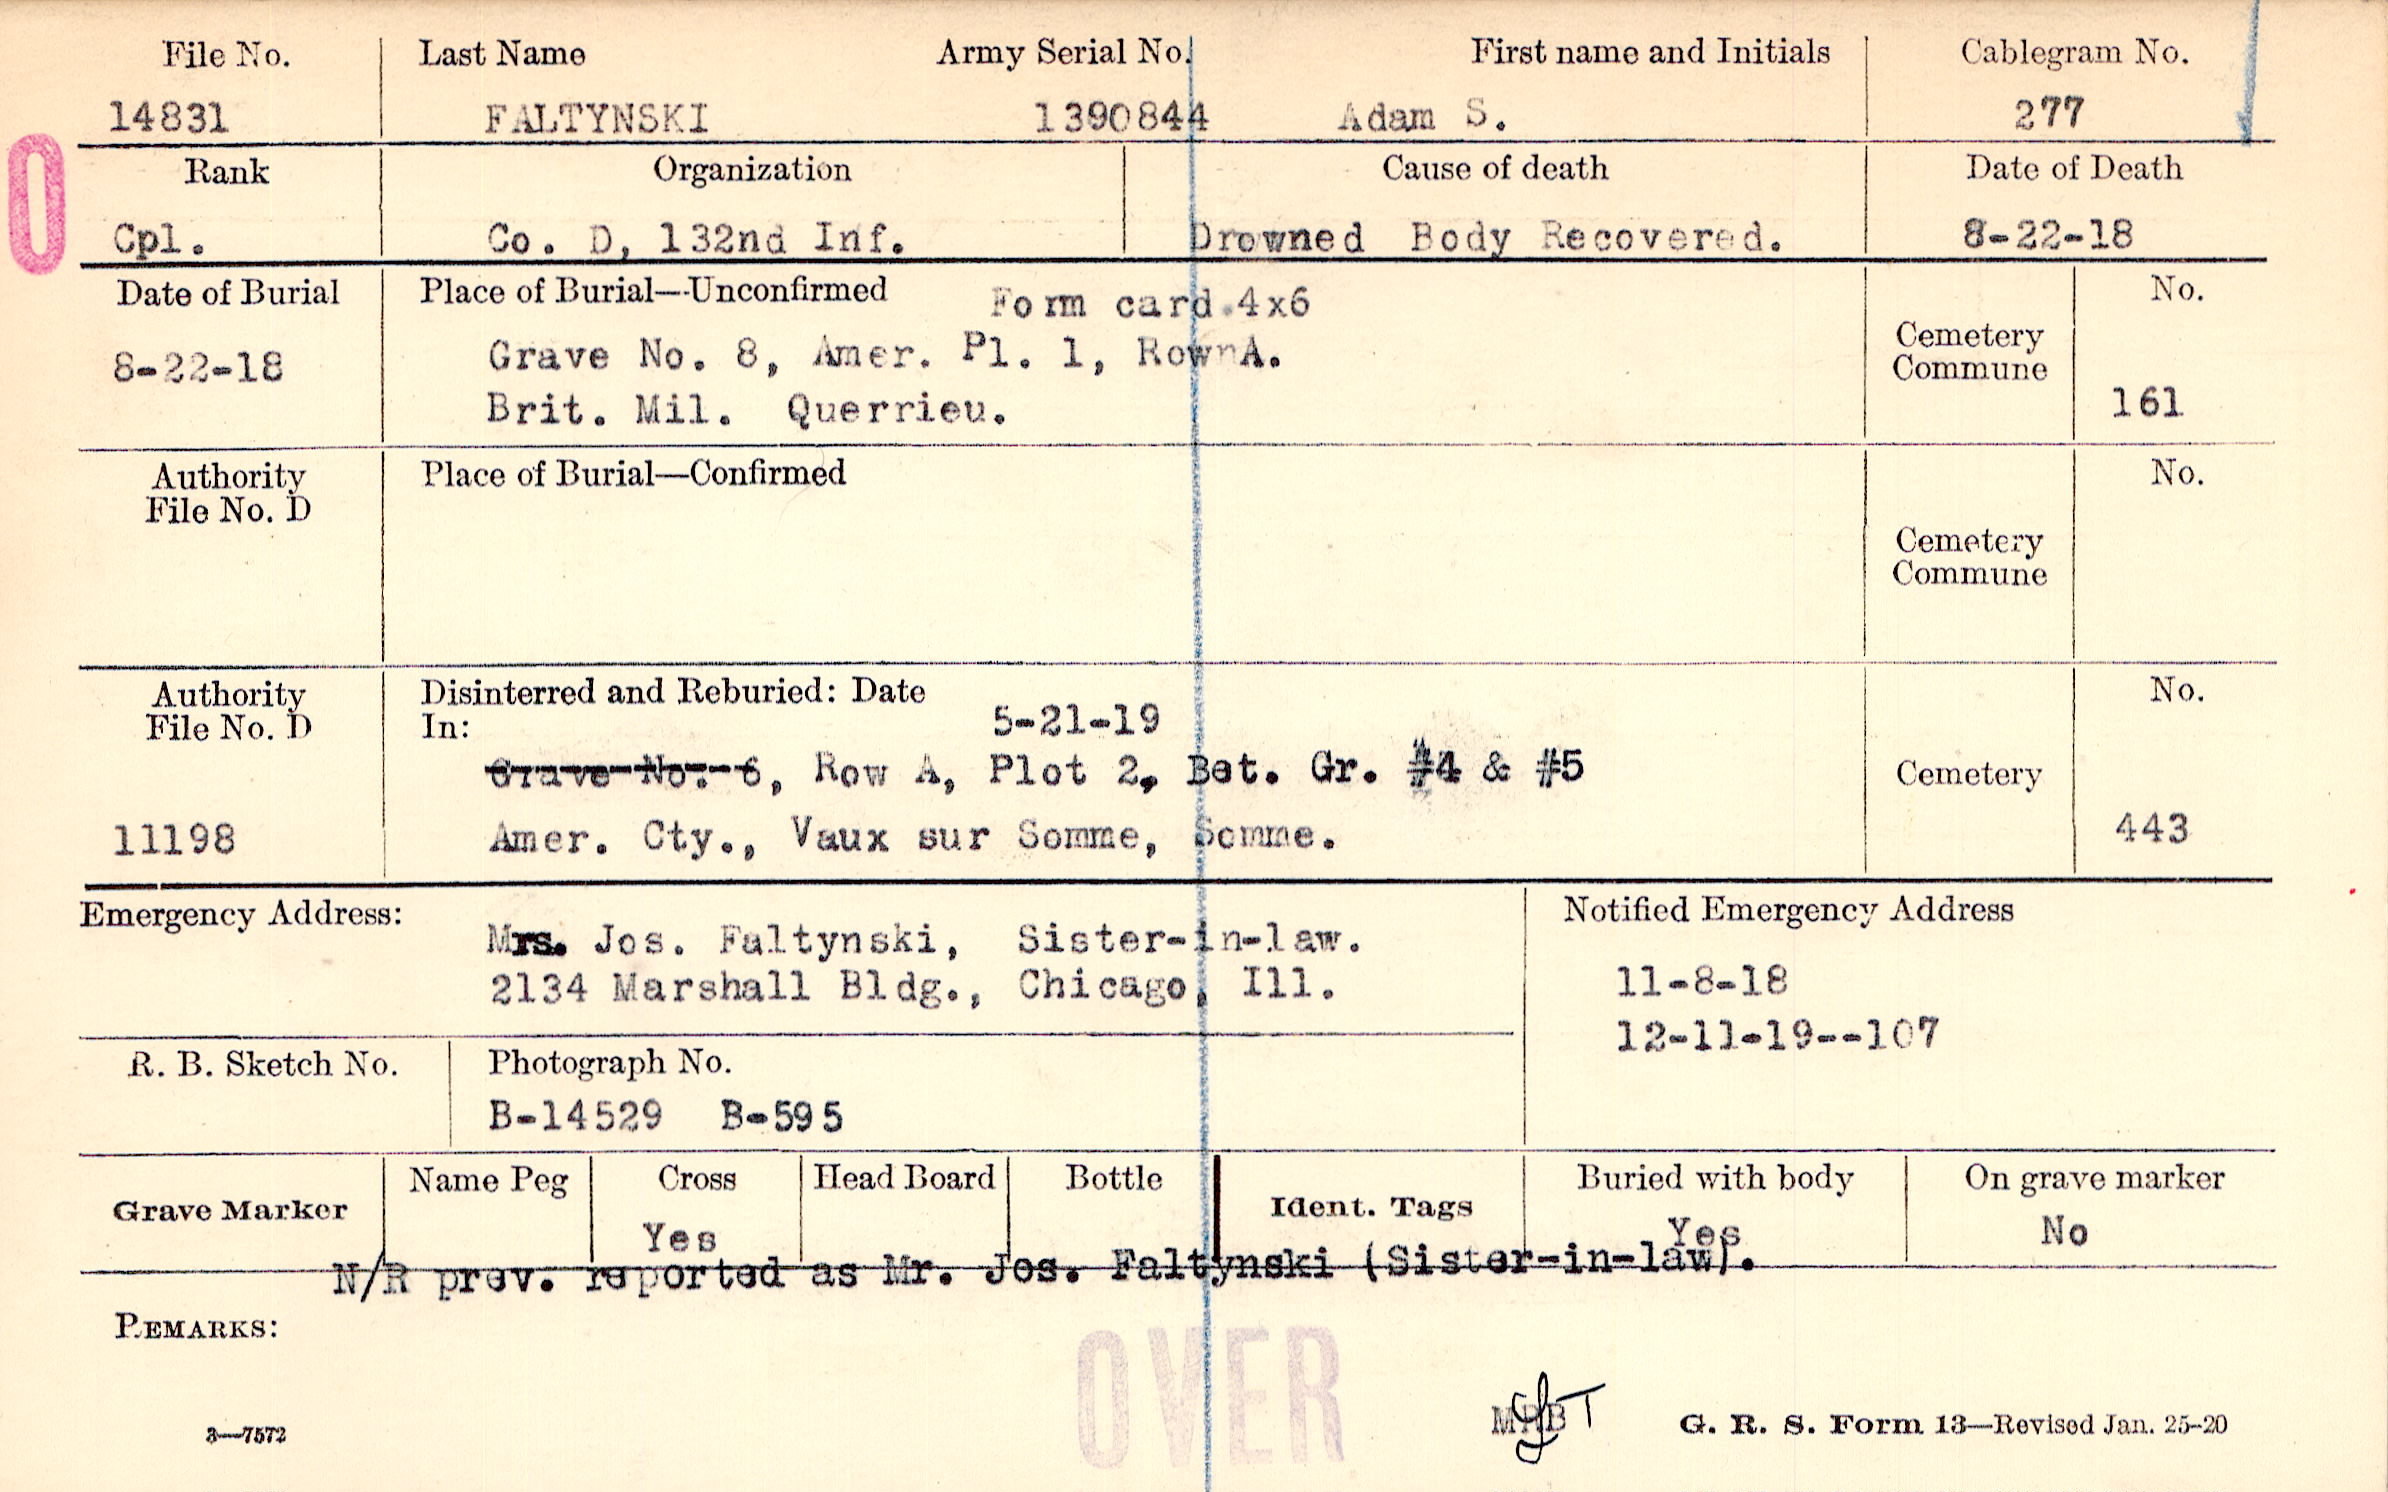 File No. Last Name Army Serial No. First name and Initials Cablegram No.
14831 FALTYNSKI 1390844 Adam S. 277
O
Rank Organization Cause of death Date of Death
Cpl. Co. D, 132nd Inf. Drowned Body Recovered. 8-22-18
Date of Burial Place of Burial—Unconfirmed Form card.4x6 No.
8-22-18 Grave No. 8, Amer. Pl. 1, RownA. Cemetery Commune
Brit. Mil. Querrieu. 161
Authority File No. D Place of Burial—Confirmed No.
Cemetery Commune
Authority File No. D Disinterred and Reburied: Date No.
In: 5-21-19
Grave No. 6, Row A, Plot 2, Bet. Gr. #4 & #5 Cemetery
11198 Amer. Cty., Vaux sur Somme, Somme. 443
Emergency Address: Notified Emergency Address
Mrs. Jos. Faltynski, Sister-in-law.
2134 Marshall Bldg., Chicago, Ill. 11-8-18
12-11-19--107
R. B. Sketch No. Photograph No.
B-14529 B-595
Grave Marker Name Peg Cross Head Board Bottle Ident. Tags Buried with body On grave marker
Yes Yes No
N/R prev. reported as Mr. Jos. Faltynski (Sister-in-law).
REMARKS:
OVER
MRB
3—7572 G. R. S. Form 13—Revised Jan. 25-20